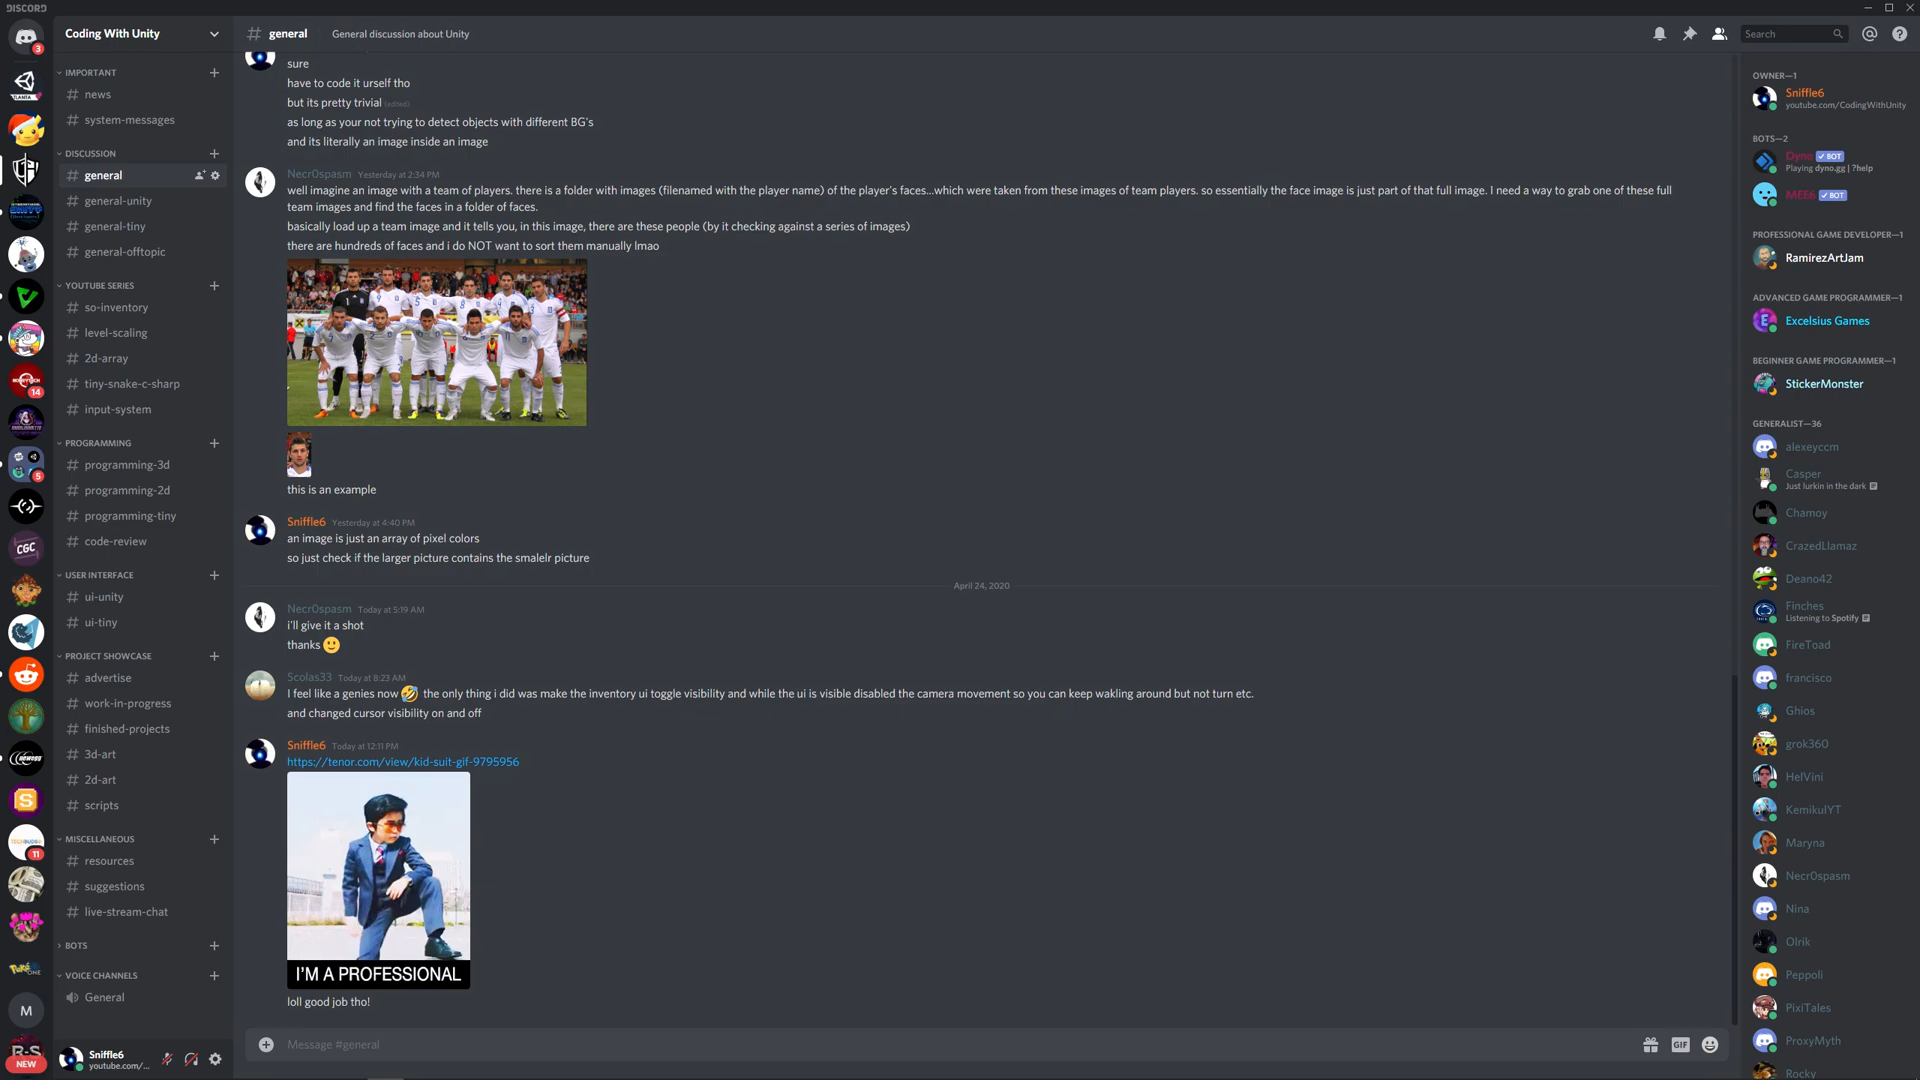 DISCORD
3
14
5
11
M
NEW
Coding With Unity
IMPORTANT
news
system-messages
DISCUSSION
general
general-unity
general-tiny
general-offtopic
YOUTUBE SERIES
so-inventory
level-scaling
2d-array
tiny-snake-c-sharp
input-system
PROGRAMMING
programming-3d
programming-2d
programming-tiny
code-review
USER INTERFACE
ui-unity
ui-tiny
PROJECT SHOWCASE
advertise
work-in-progress
finished-projects
3d-art
2d-art
scripts
MISCELLANEOUS
resources
suggestions
live-stream-chat
BOTS
VOICE CHANNELS
General
Sniffle6
youtube.com/...
# general
General discussion about Unity
Search
sure
have to code it urself tho
but its pretty trivial (edited)
as long as your not trying to detect objects with different BG's
and its literally an image inside an image
Necr0spasm Yesterday at 2:34 PM
well imagine an image with a team of players. there is a folder with images (filenamed with the player name) of the player's faces...which were taken from these images of team players. so essentially the face image is just part of that full image. I need a way to grab one of these full
team images and find the faces in a folder of faces.
basically load up a team image and it tells you, in this image, there are these people (by it checking against a series of images)
there are hundreds of faces and i do NOT want to sort them manually lmao
this is an example
Sniffle6 Yesterday at 4:40 PM
an image is just an array of pixel colors
so just check if the larger picture contains the smalelr picture
April 24, 2020
Necr0spasm Today at 5:19 AM
i'll give it a shot
thanks 🙂
Scolas33 Today at 8:23 AM
I feel like a genies now 🤣 the only thing i did was make the inventory ui toggle visibility and while the ui is visible disabled the camera movement so you can keep wakling around but not turn etc.
and changed cursor visibility on and off
Sniffle6 Today at 12:11 PM
https://tenor.com/view/kid-suit-gif-9795956
I'M A PROFESSIONAL
loll good job tho!
Message #general
GIF
OWNER—1
Sniffle6
youtube.com/CodingWithUnity
BOTS—2
Dyno BOT
Playing dyno.gg | ?help
MEE6 BOT
PROFESSIONAL GAME DEVELOPER—1
RamirezArtJam
ADVANCED GAME PROGRAMMER—1
Excelsius Games
BEGINNER GAME PROGRAMMER—1
StickerMonster
GENERALIST—36
alexeyccm
Casper
Just lurkin in the dark
Chamoy
CrazedLlamaz
Deano42
Finches
Listening to Spotify
FireToad
francisco
Ghios
grok360
HelVini
KemikulYT
Maryna
Necr0spasm
Nina
Olrik
Peppoli
PixiTales
ProxyMyth
Rocky